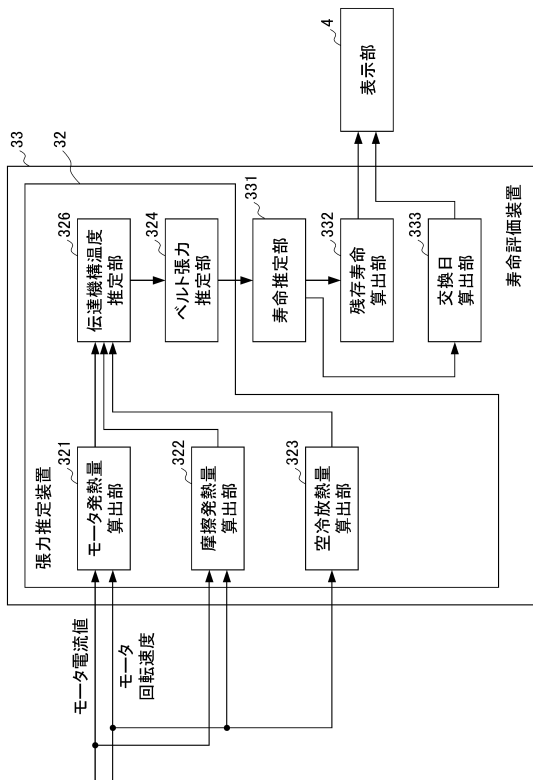 モータ電流値
モータ
回転速度
張力推定装置
321
モータ発熱量
算出部
322
摩擦発熱量
算出部
323
空冷放熱量
算出部
326
伝達機構温度
推定部
324
ベルト張力
推定部
331
寿命推定部
332
残存寿命
算出部
333
交換日
算出部
寿命評価装置
33
32
4
表示部